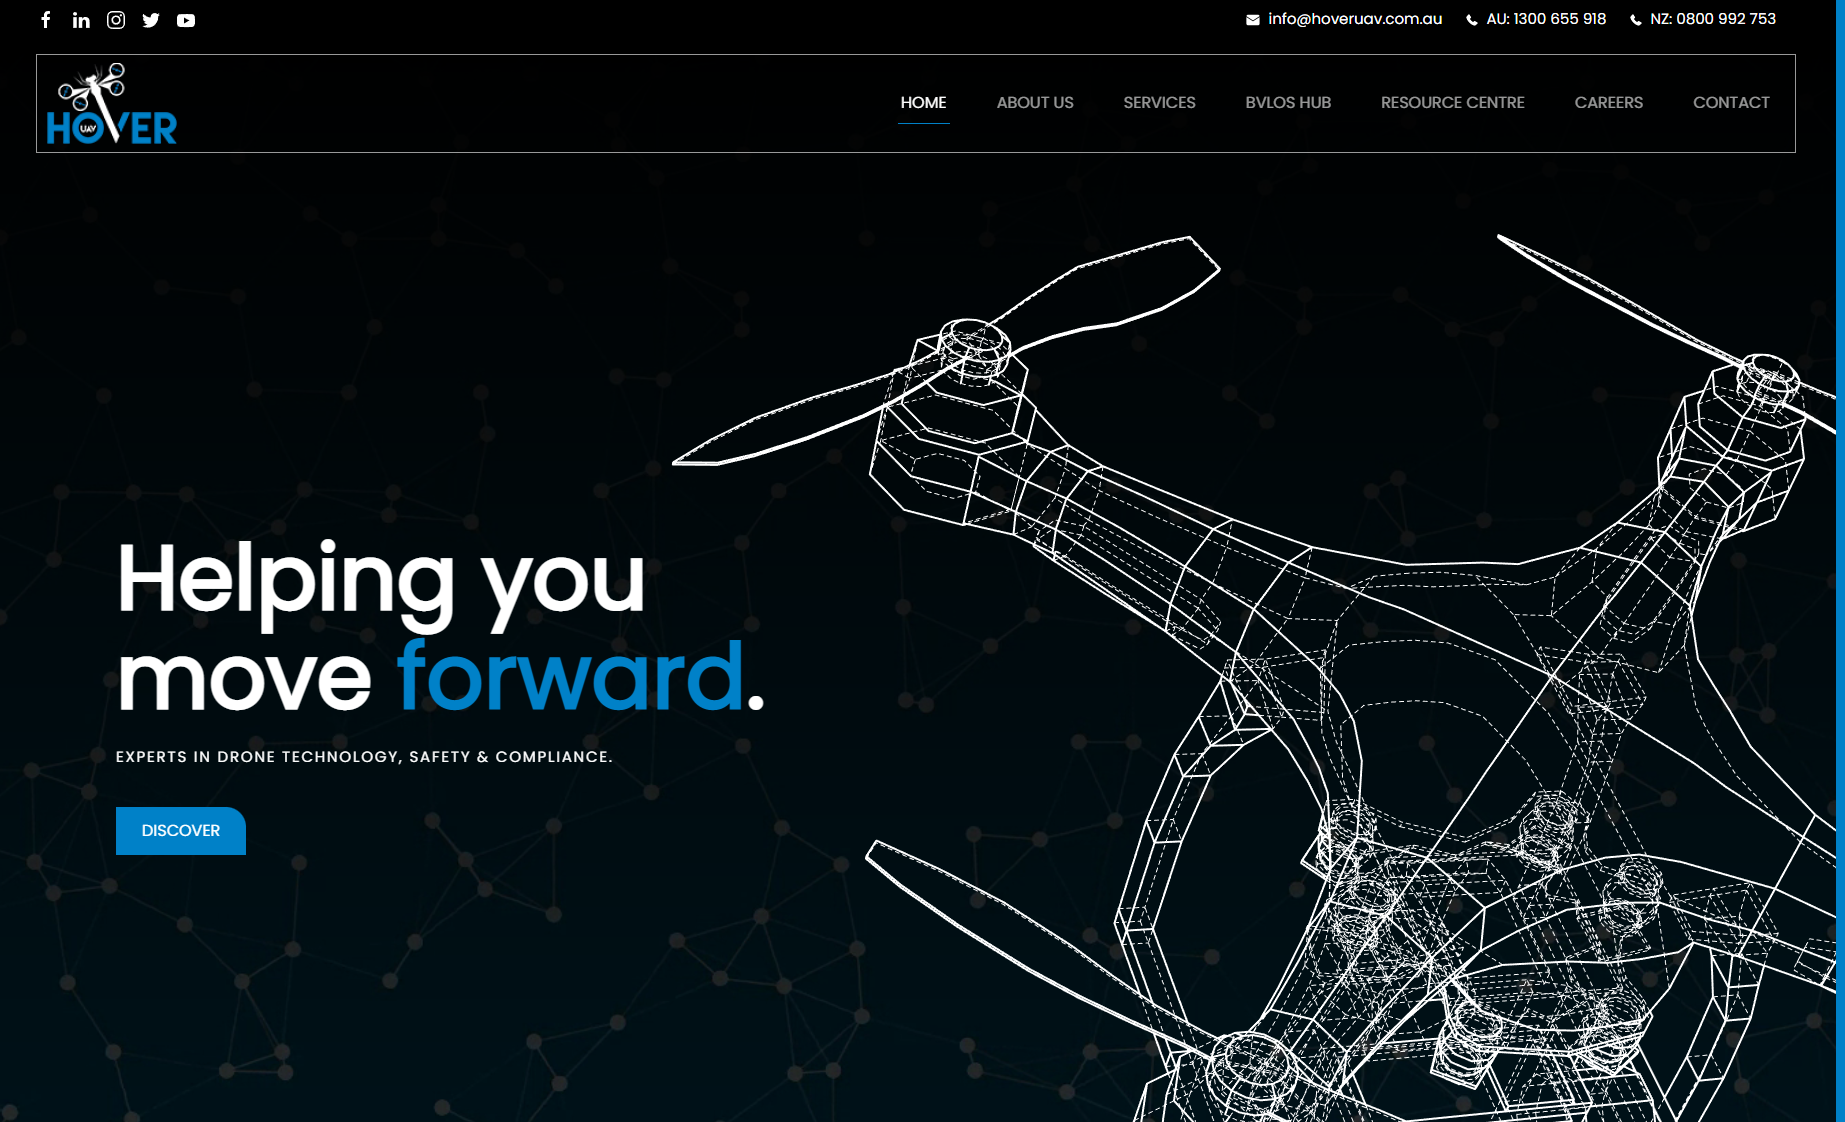 info@hoveruav.com.au AU: 1300 655 918 NZ: 0800 992 753
HOVER
UAV
HOME ABOUT US SERVICES BVLOS HUB RESOURCE CENTRE CAREERS CONTACT
Helping you
move forward.
EXPERTS IN DRONE TECHNOLOGY, SAFETY & COMPLIANCE.
DISCOVER